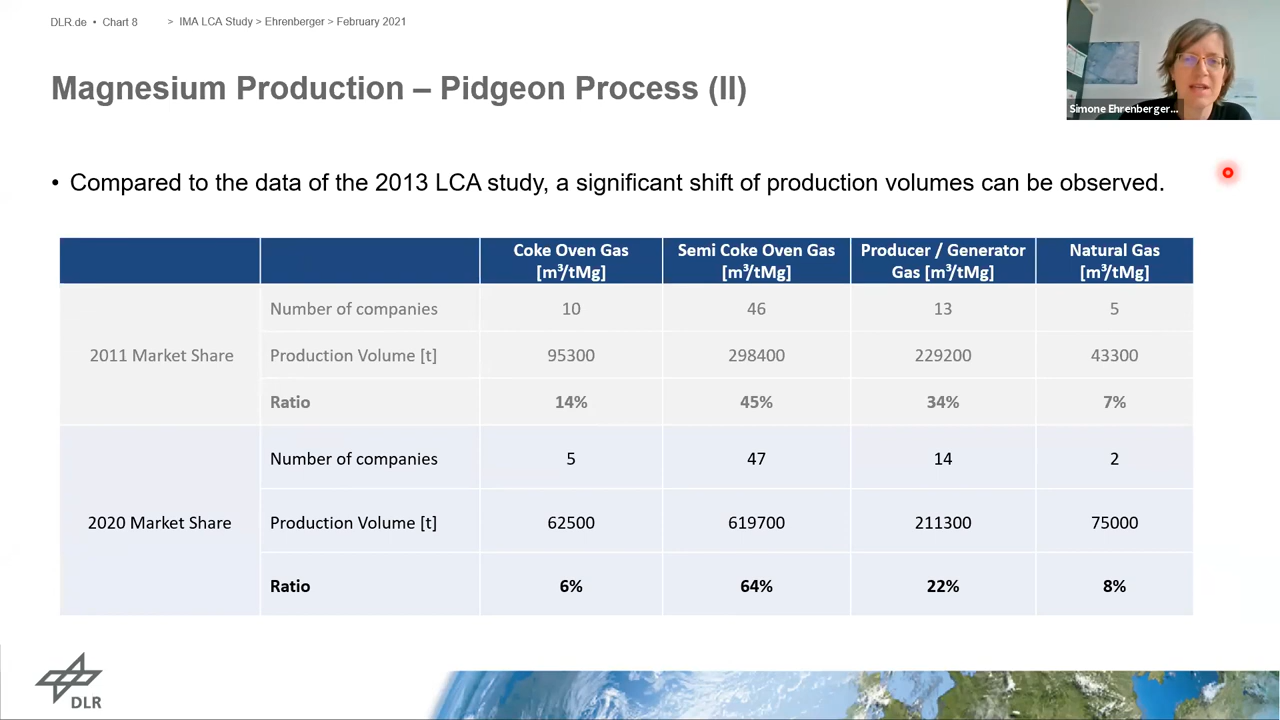 DLR.de • Chart 8 > IMA LCA Study > Ehrenberger > February 2021
Simone Ehrenberger...
Magnesium Production – Pidgeon Process (II)
• Compared to the data of the 2013 LCA study, a significant shift of production volumes can be observed.
Coke Oven Gas [m³/tMg] Semi Coke Oven Gas [m³/tMg] Producer / Generator Gas [m³/tMg] Natural Gas [m³/tMg]
2011 Market Share
Number of companies 10 46 13 5
Production Volume [t] 95300 298400 229200 43300
Ratio 14% 45% 34% 7%
2020 Market Share
Number of companies 5 47 14 2
Production Volume [t] 62500 619700 211300 75000
Ratio 6% 64% 22% 8%
DLR